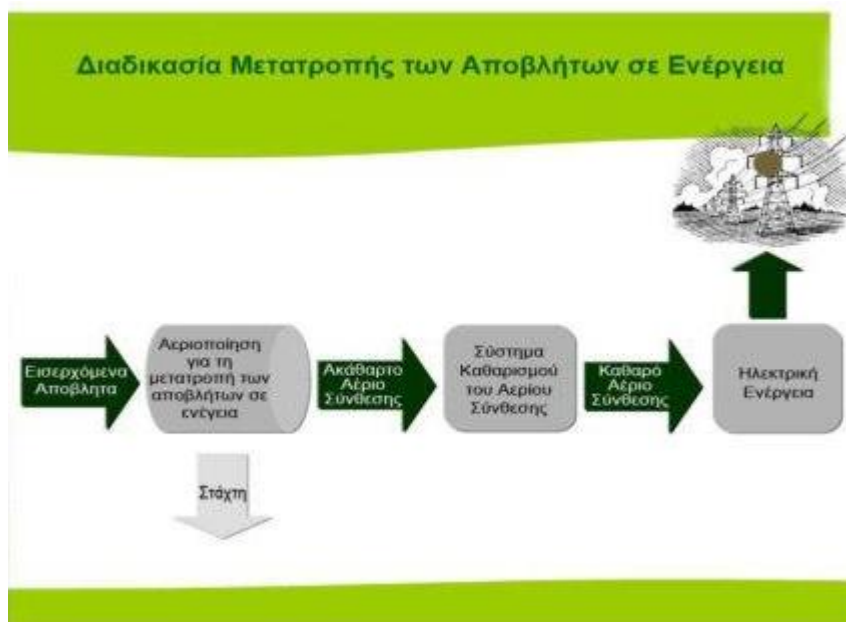 Διαδικασία Μετατροπής των Αποβλήτων σε Ενέργεια
Εισερχόμενα
Απόβλητα
Αεριοποίηση
για τη
μετατροπή των
αποβλήτων σε
ενέγεια
Στάχτη
Ακάθαρτο
Αέριο
Σύνθεσης
Σύστημα
Καθαρισμού
του Αερίου
Σύνθεσης
Καθαρό
Αέριο
Σύνθεσης
Ηλεκτρική
Ενέργεια